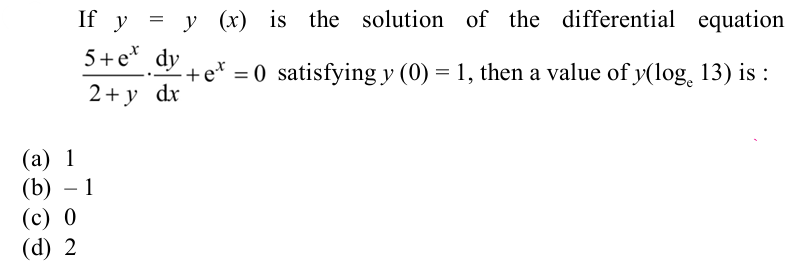 If y = y (x) is the solution of the differential equation
\frac{5+e^x}{2+y} \cdot \frac{dy}{dx} + e^x = 0 satisfying y (0) = 1, then a value of y(log_e 13) is :
(a) 1
(b) – 1
(c) 0
(d) 2